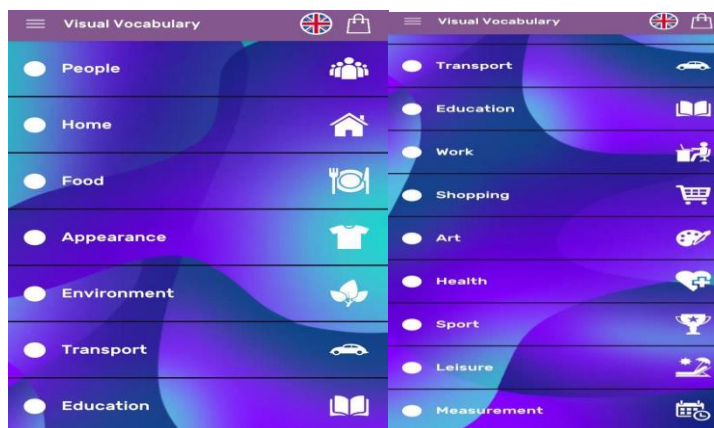 Visual Vocabulary
People
Home
Food
Appearance
Environment
Transport
Education
Visual Vocabulary
Transport
Education
Work
Shopping
Art
Health
Sport
Leisure
Measurement